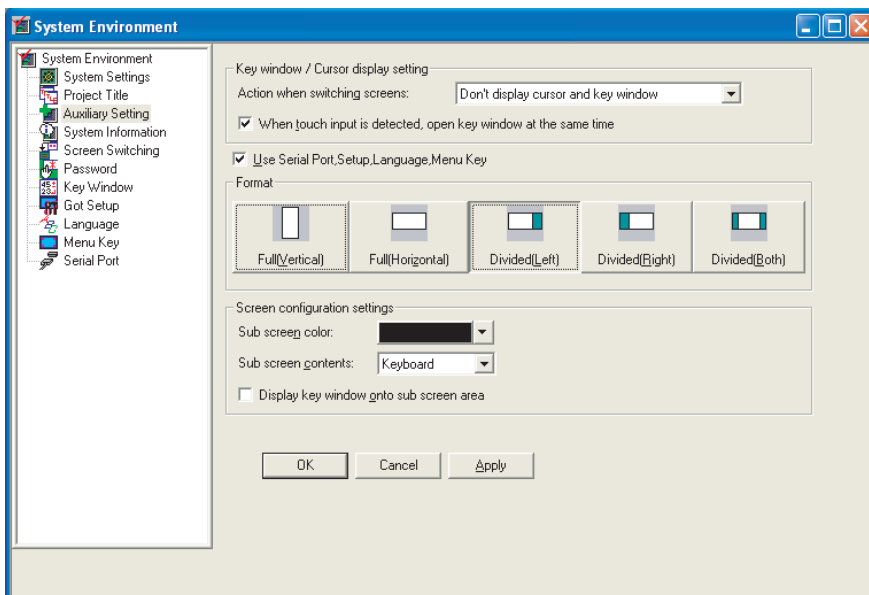 System Environment
System Environment
System Settings
Project Title
Auxiliary Setting
System Information
Screen Switching
Password
Key Window
Got Setup
Language
Menu Key
Serial Port
Key window / Cursor display setting
Action when switching screens: Don't display cursor and key window
When touch input is detected, open key window at the same time
Use Serial Port,Setup,Language,Menu Key
Format
Full(Vertical) Full(Horizontal) Divided(Left) Divided(Right) Divided(Both)
Screen configuration settings
Sub screen color:
Sub screen contents: Keyboard
Display key window onto sub screen area
OK Cancel Apply